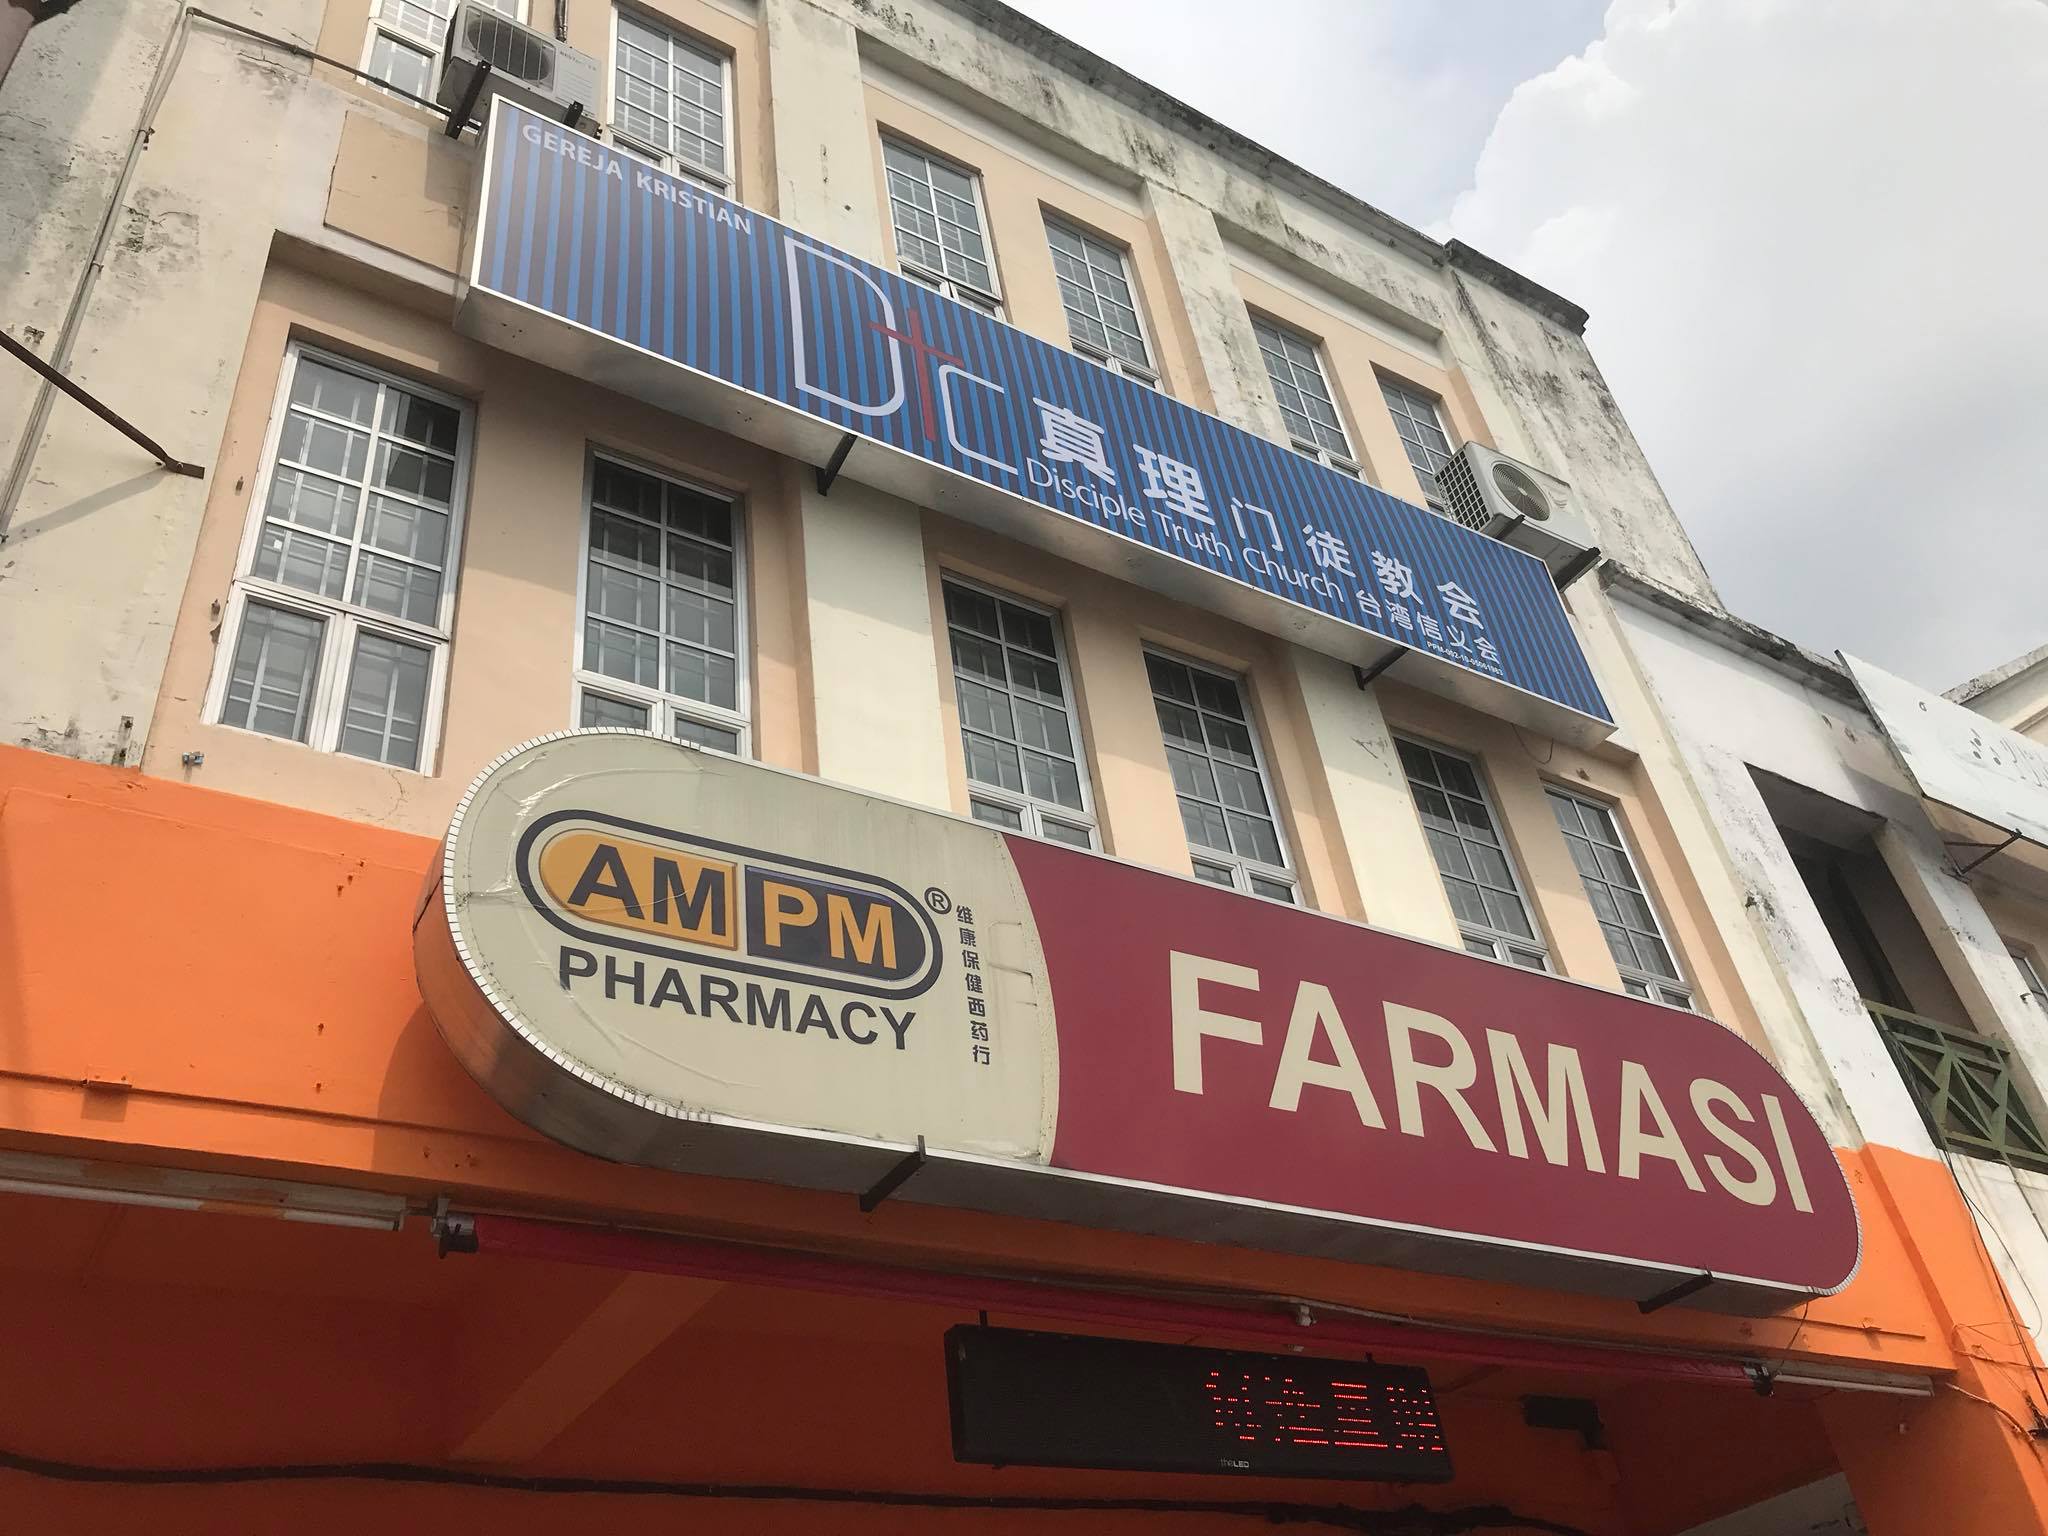 GEREJA KRISTIAN
DTC
真理门徒教会
Disciple Truth Church
台湾信义会
AM PM ®
PHARMACY
维康保健西药行
FARMASI
theLED